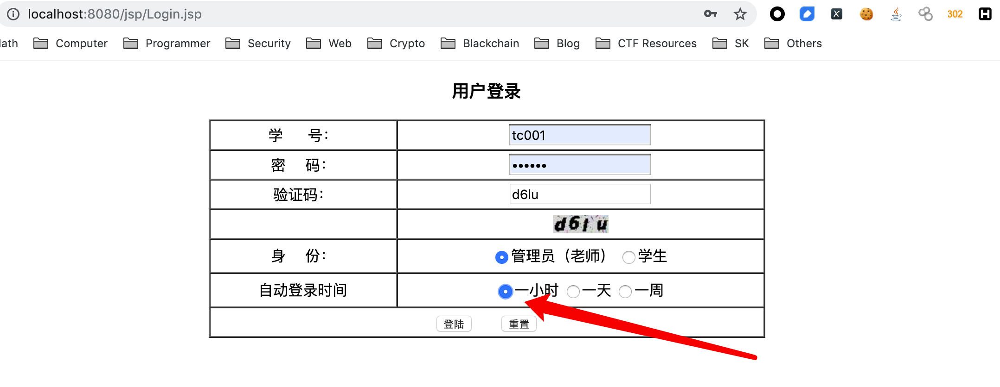 localhost:8080/jsp/Login.jsp 302
ath Computer Programmer Security Web Crypto Blackchain Blog CTF Resources SK Others
用户登录
学 号： tc001
密 码： ••••••
验证码： d6lu
d6lu
身 份： 管理员（老师） 学生
自动登录时间 一小时 一天 一周
登陆 重置